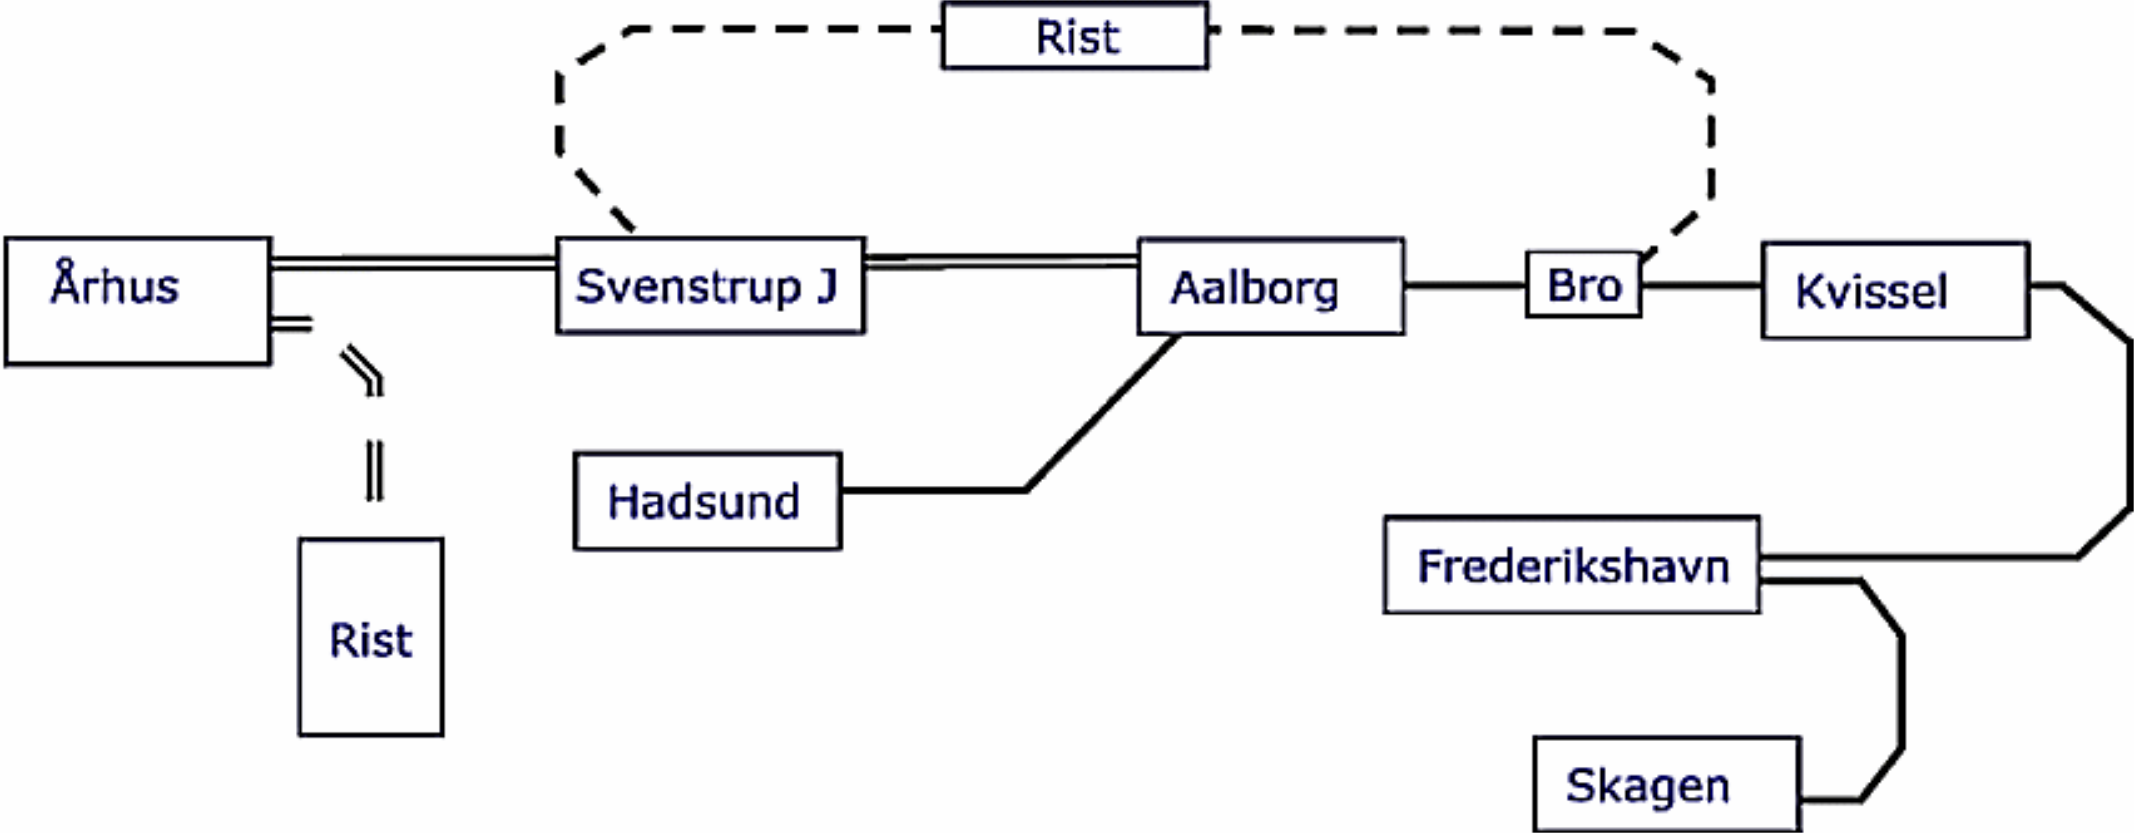 Rist
Århus
Svenstrup J
Aalborg
Bro
Kvissel
Hadsund
Frederikshavn
Rist
Skagen